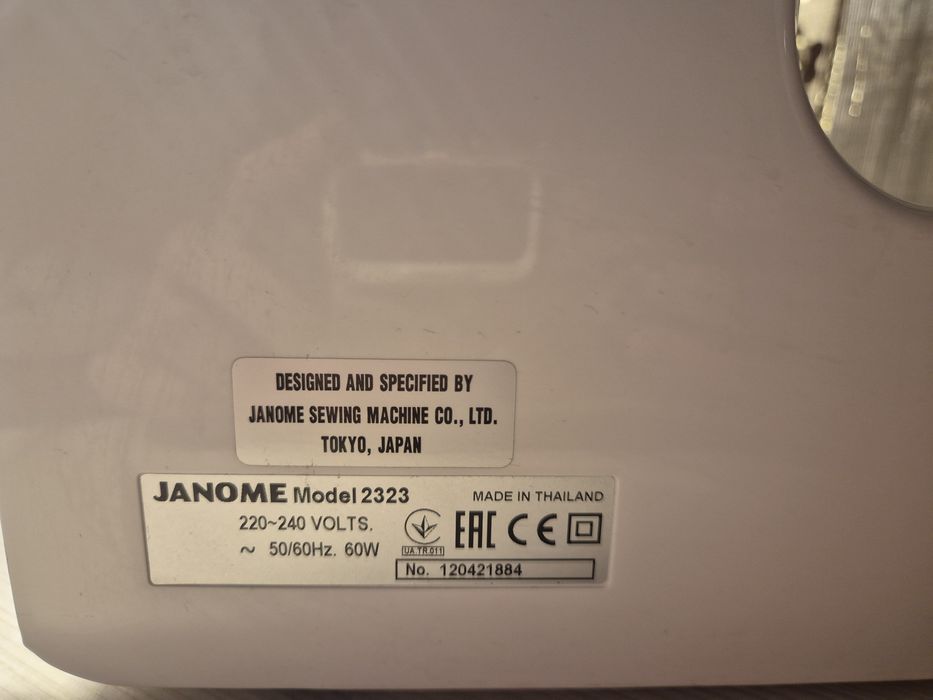 DESIGNED AND SPECIFIED BY
JANOME SEWING MACHINE CO., LTD.
TOKYO, JAPAN
JANOME Model 2323
MADE IN THAILAND
220~240 VOLTS.
~ 50/60Hz. 60W
UA.TR.011
EAC CE
No. 120421884